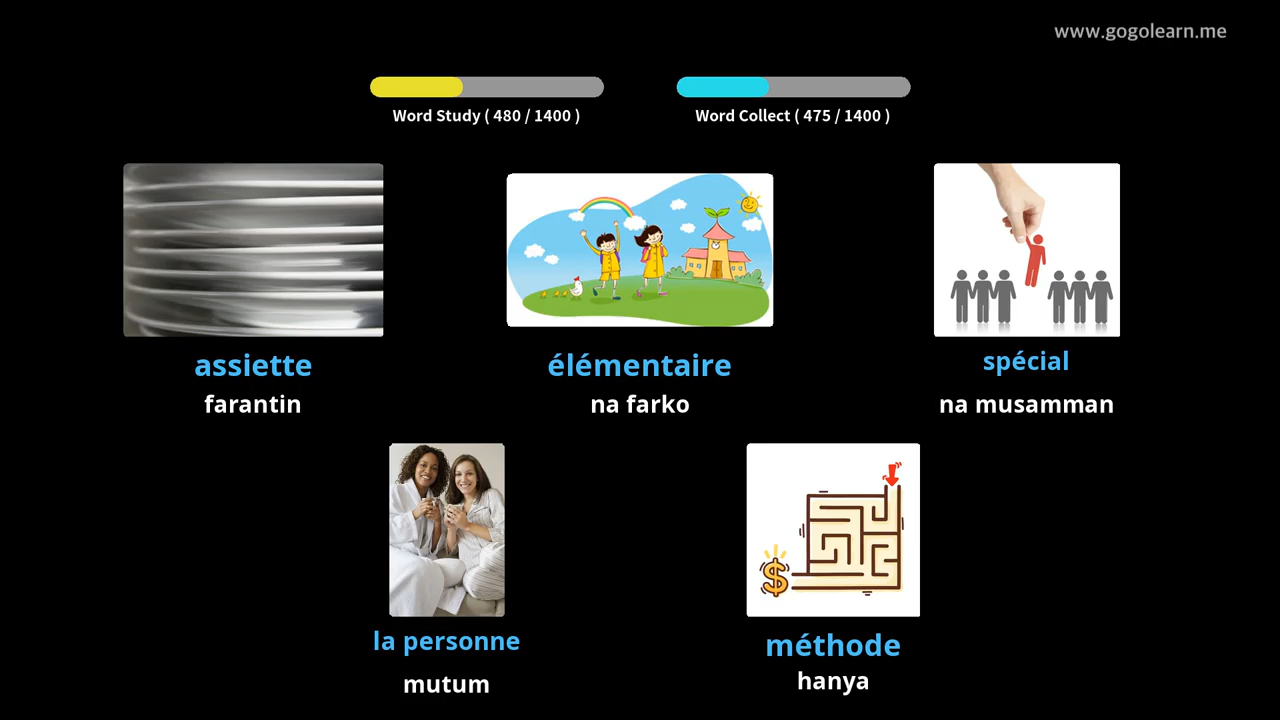 www.gogolearn.me
Word Study ( 480 / 1400 )
Word Collect ( 475 / 1400 )
assiette
farantin
élémentaire
na farko
spécial
na musamman
la personne
mutum
méthode
hanya